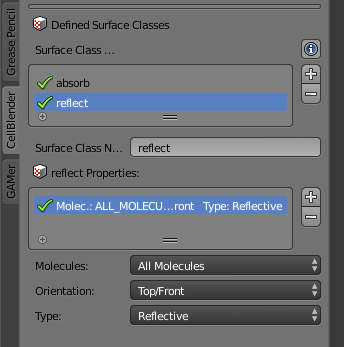 Grease Pencil
CellBlender
GAMer
Defined Surface Classes
Surface Class ...
absorb
reflect
Surface Class N... reflect
reflect Properties:
Molec.: ALL_MOLECU...ront Type: Reflective
Molecules: All Molecules
Orientation: Top/Front
Type: Reflective